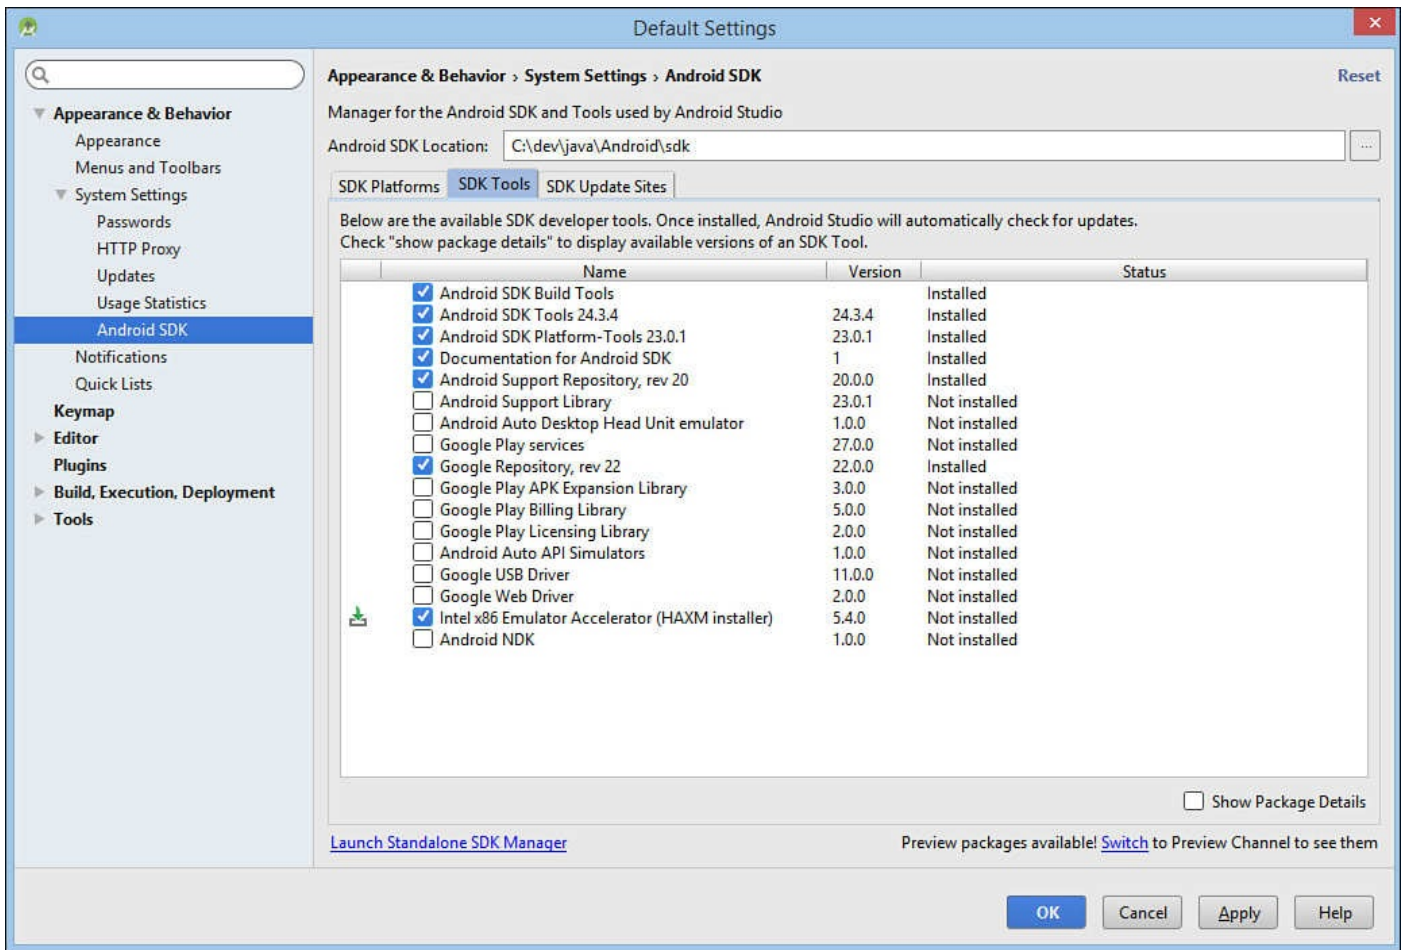 Default Settings
Appearance & Behavior › System Settings › Android SDK
Reset
Appearance & Behavior
Appearance
Menus and Toolbars
System Settings
Passwords
HTTP Proxy
Updates
Usage Statistics
Android SDK
Notifications
Quick Lists
Keymap
Editor
Plugins
Build, Execution, Deployment
Tools
Manager for the Android SDK and Tools used by Android Studio
Android SDK Location: C:\dev\java\Android\sdk ...
SDK Platforms SDK Tools SDK Update Sites
Below are the available SDK developer tools. Once installed, Android Studio will automatically check for updates.
Check "show package details" to display available versions of an SDK Tool.
Name Version Status
Android SDK Build Tools Installed
Android SDK Tools 24.3.4 24.3.4 Installed
Android SDK Platform-Tools 23.0.1 23.0.1 Installed
Documentation for Android SDK 1 Installed
Android Support Repository, rev 20 20.0.0 Installed
Android Support Library 23.0.1 Not installed
Android Auto Desktop Head Unit emulator 1.0.0 Not installed
Google Play services 27.0.0 Not installed
Google Repository, rev 22 22.0.0 Installed
Google Play APK Expansion Library 3.0.0 Not installed
Google Play Billing Library 5.0.0 Not installed
Google Play Licensing Library 2.0.0 Not installed
Android Auto API Simulators 1.0.0 Not installed
Google USB Driver 11.0.0 Not installed
Google Web Driver 2.0.0 Not installed
Intel x86 Emulator Accelerator (HAXM installer) 5.4.0 Not installed
Android NDK 1.0.0 Not installed
Show Package Details
Launch Standalone SDK Manager
Preview packages available! Switch to Preview Channel to see them
OK Cancel Apply Help